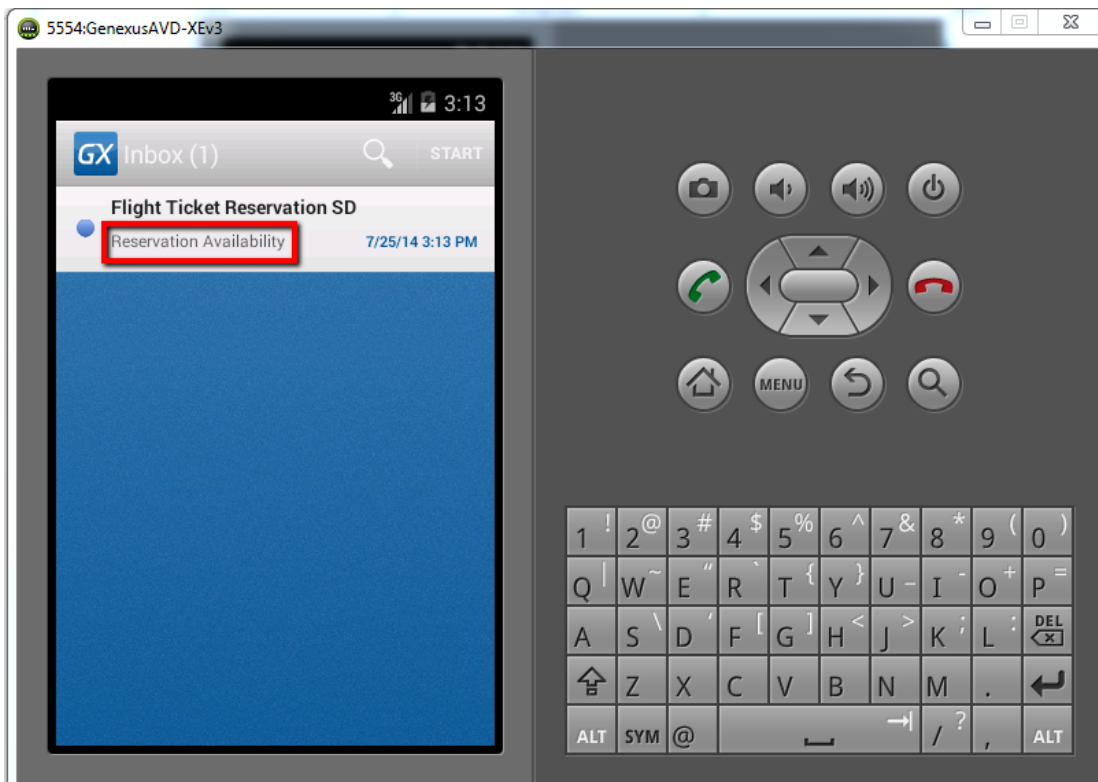 5554:GenexusAVD-XEv3
3G 3:13
GX Inbox (1) START
Flight Ticket Reservation SD
Reservation Availability 7/25/14 3:13 PM
MENU
1 ! 2 @ 3 # 4 $ 5 % 6 ^ 7 & 8 * 9 ( 0 )
Q | W ~ E “ R ` T { Y } U _ I - O + P =
A S \ D ‘ F [ G ] H < J > K ; L : DEL
Z X C V B N M .
ALT SYM @ / ? , ALT